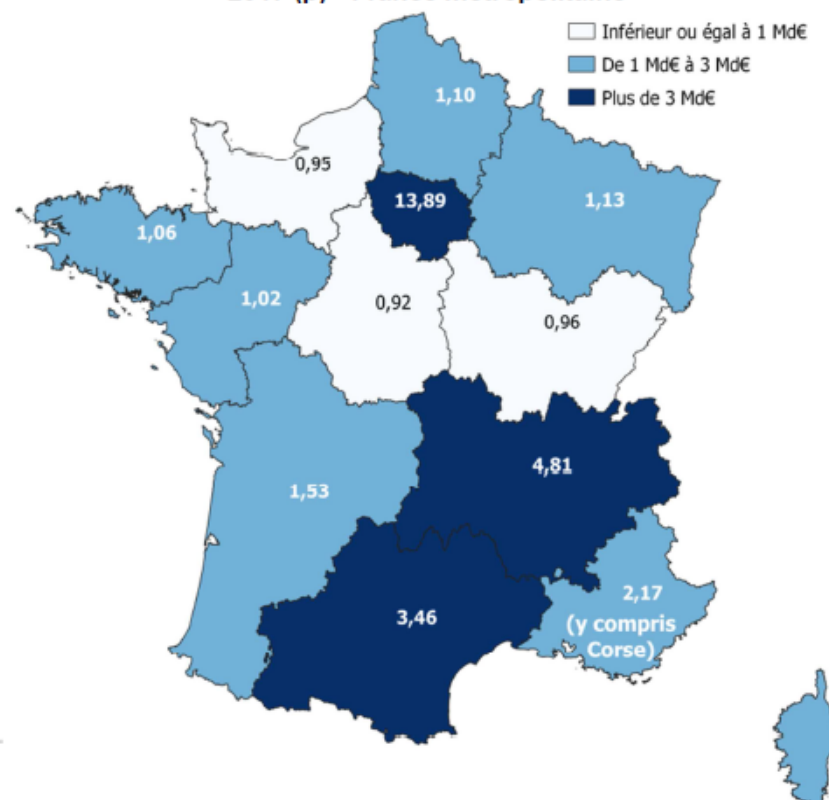 Inférieur ou égal à 1 Md€
De 1 Md€ à 3 Md€
Plus de 3 Md€
1,10
0,95
13,89
1,13
1,06
1,02
0,92
0,96
4,81
1,53
3,46
2,17
(y compris
Corse)